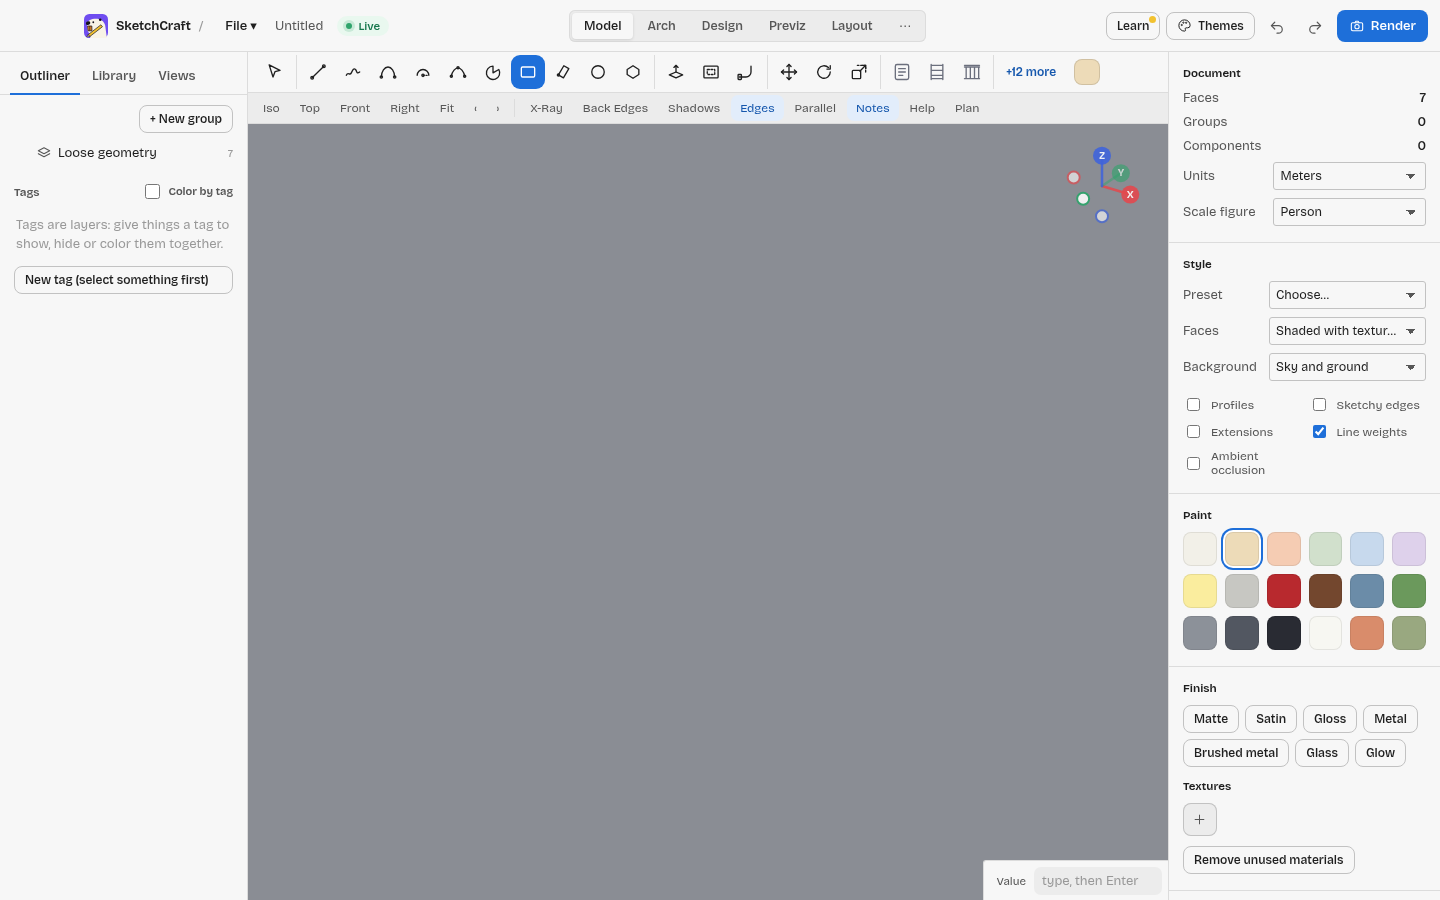 SketchCraft / File ▾ Untitled Live Model Arch Design Previz Layout ··· Learn Themes Render
Outliner Library Views
+12 more
Iso Top Front Right Fit ‹ › X-Ray Back Edges Shadows Edges Parallel Notes Help Plan
+ New group
Loose geometry 7
Tags Color by tag
Tags are layers: give things a tag to
show, hide or color them together.
New tag (select something first)
Z
Y
X
Value type, then Enter
Document
Faces 7
Groups 0
Components 0
Units Meters
Scale figure Person
Style
Preset Choose...
Faces Shaded with textur...
Background Sky and ground
Profiles Sketchy edges
Extensions Line weights
Ambient
occlusion
Paint
Finish
Matte Satin Gloss Metal
Brushed metal Glass Glow
Textures
+
Remove unused materials